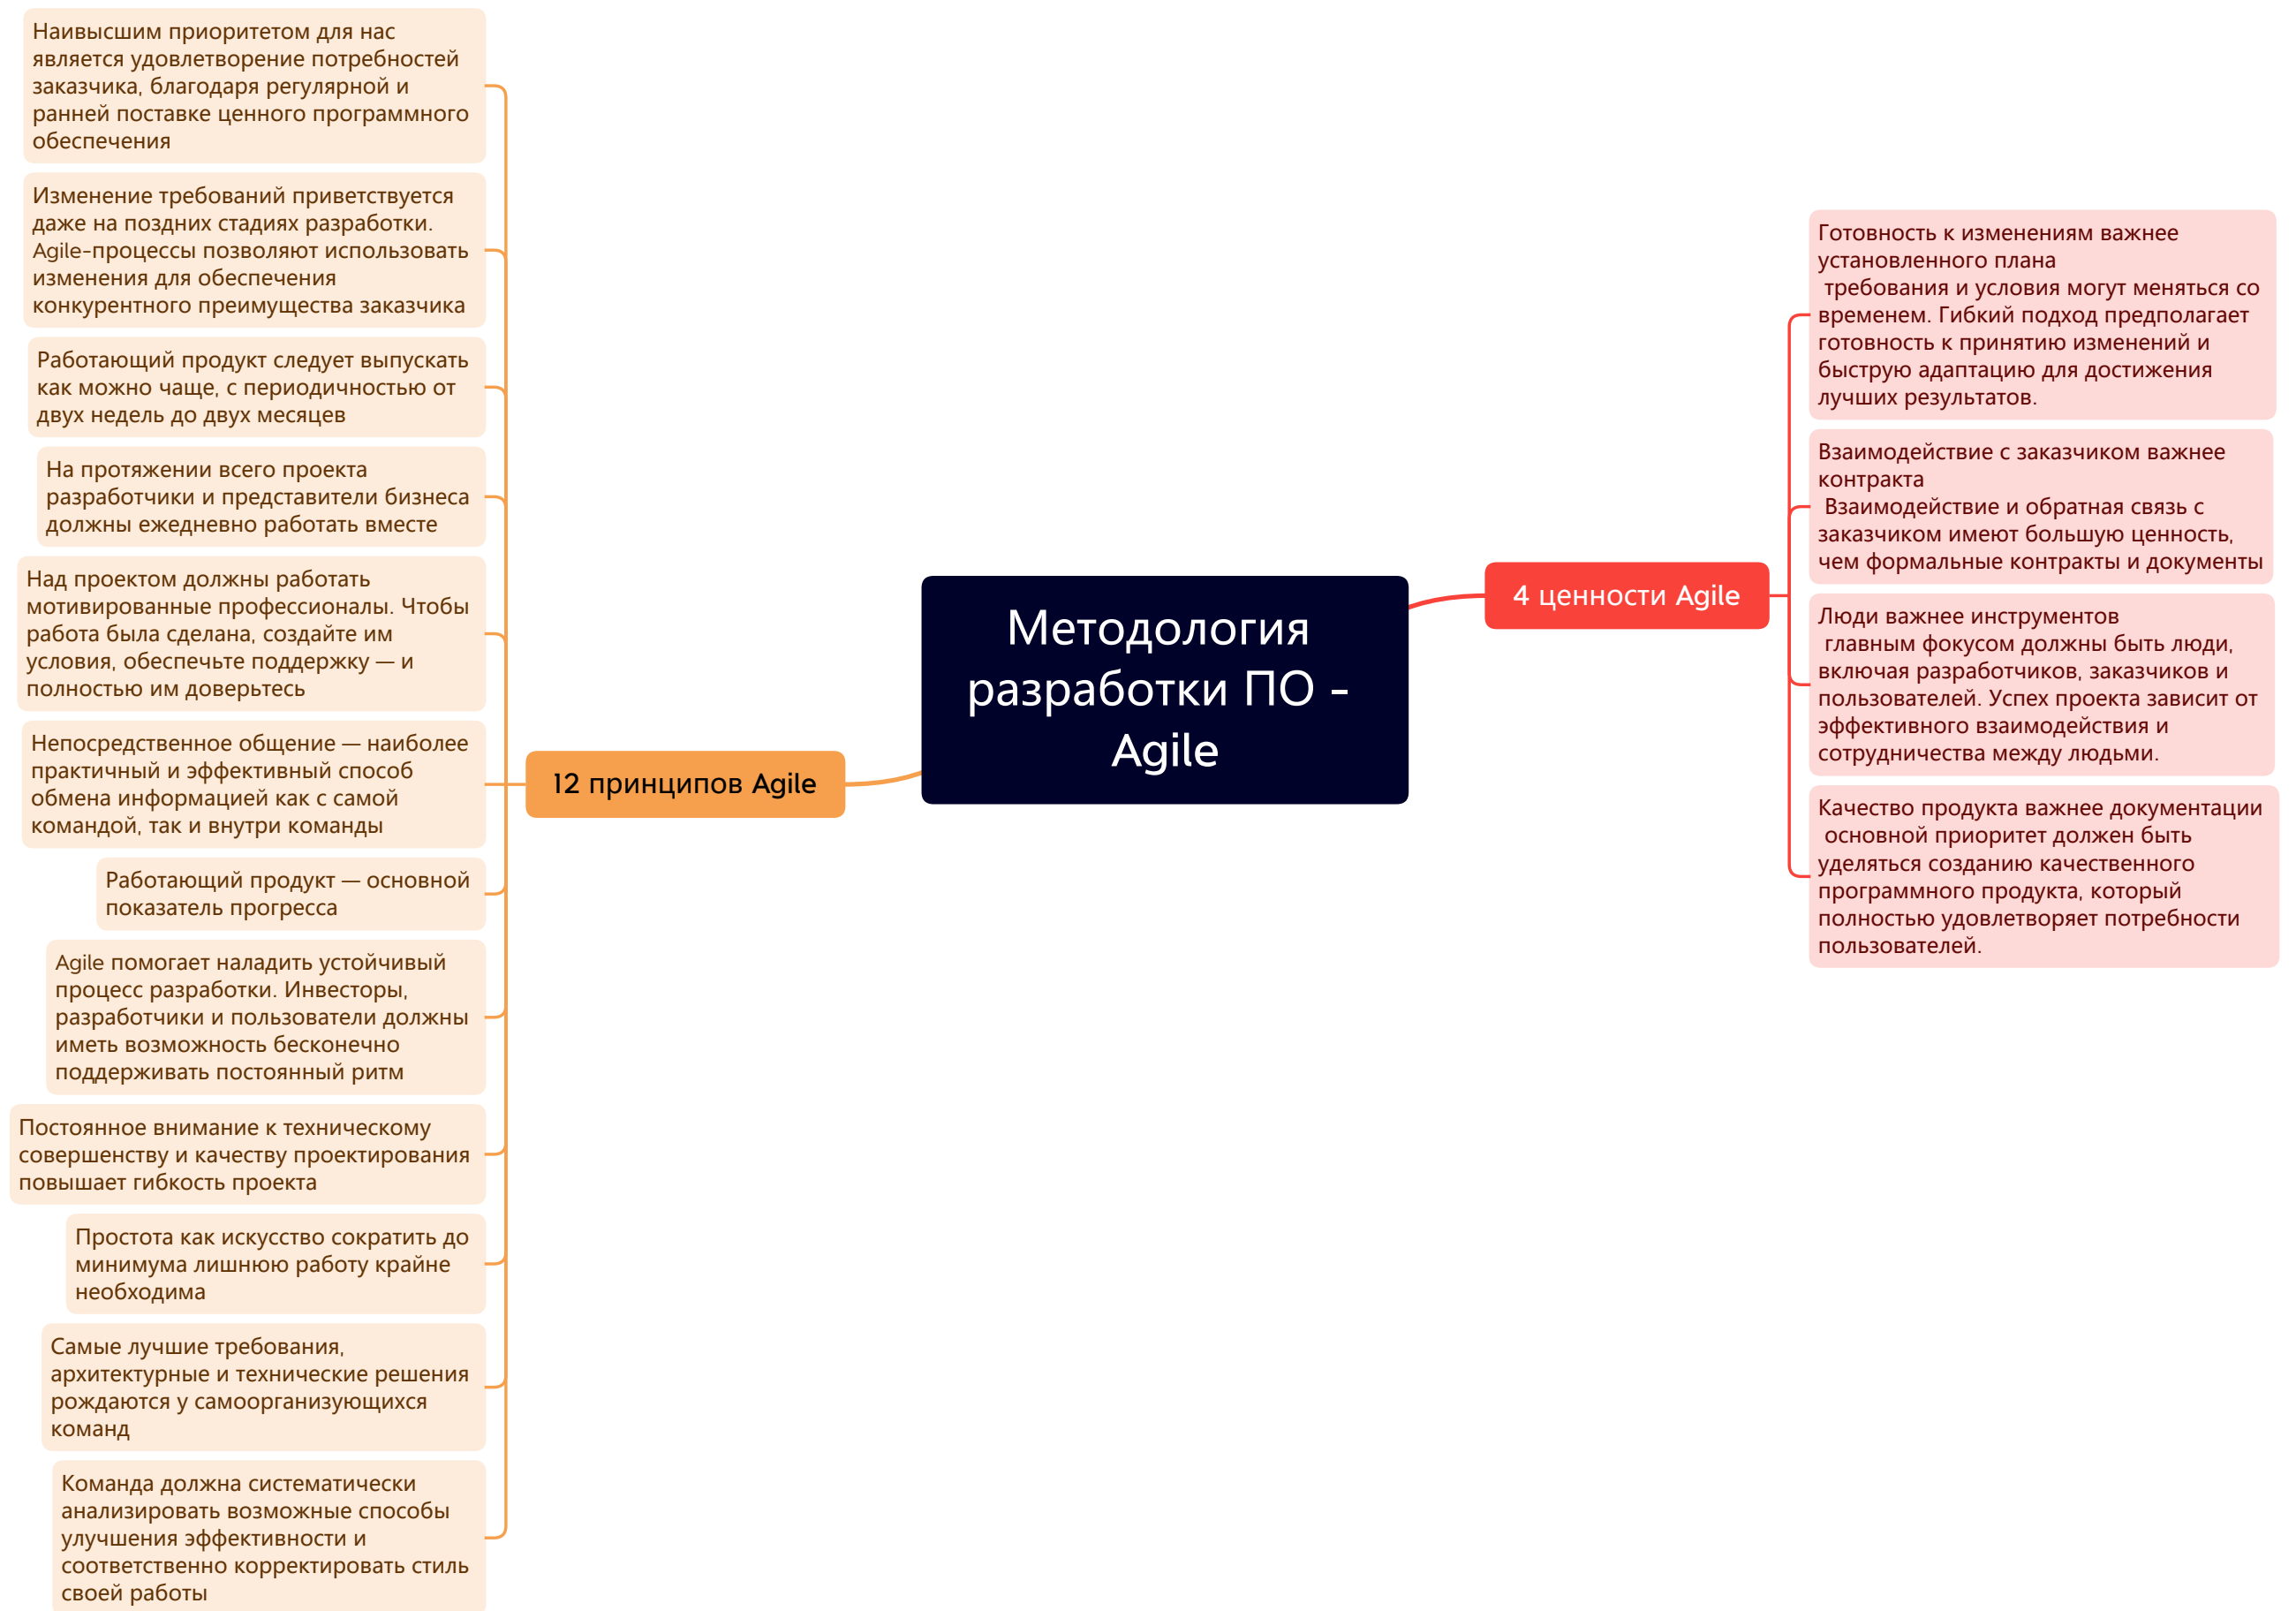 Наивысшим приоритетом для нас
является удовлетворение потребностей
заказчика, благодаря регулярной и
ранней поставке ценного программного
обеспечения
Изменение требований приветствуется
даже на поздних стадиях разработки.
Agile-процессы позволяют использовать
изменения для обеспечения
конкурентного преимущества заказчика
Работающий продукт следует выпускать
как можно чаще, с периодичностью от
двух недель до двух месяцев
На протяжении всего проекта
разработчики и представители бизнеса
должны ежедневно работать вместе
Над проектом должны работать
мотивированные профессионалы. Чтобы
работа была сделана, создайте им
условия, обеспечьте поддержку — и
полностью им доверьтесь
Непосредственное общение — наиболее
практичный и эффективный способ
обмена информацией как с самой
командой, так и внутри команды
Работающий продукт — основной
показатель прогресса
Agile помогает наладить устойчивый
процесс разработки. Инвесторы,
разработчики и пользователи должны
иметь возможность бесконечно
поддерживать постоянный ритм
Постоянное внимание к техническому
совершенству и качеству проектирования
повышает гибкость проекта
Простота как искусство сократить до
минимума лишнюю работу крайне
необходима
Самые лучшие требования,
архитектурные и технические решения
рождаются у самоорганизующихся
команд
Команда должна систематически
анализировать возможные способы
улучшения эффективности и
соответственно корректировать стиль
своей работы
12 принципов Agile
Методология
разработки ПО -
Agile
4 ценности Agile
Готовность к изменениям важнее
установленного плана
требования и условия могут меняться со
временем. Гибкий подход предполагает
готовность к принятию изменений и
быструю адаптацию для достижения
лучших результатов.
Взаимодействие с заказчиком важнее
контракта
Взаимодействие и обратная связь с
заказчиком имеют большую ценность,
чем формальные контракты и документы
Люди важнее инструментов
главным фокусом должны быть люди,
включая разработчиков, заказчиков и
пользователей. Успех проекта зависит от
эффективного взаимодействия и
сотрудничества между людьми.
Качество продукта важнее документации
основной приоритет должен быть
уделяться созданию качественного
программного продукта, который
полностью удовлетворяет потребности
пользователей.